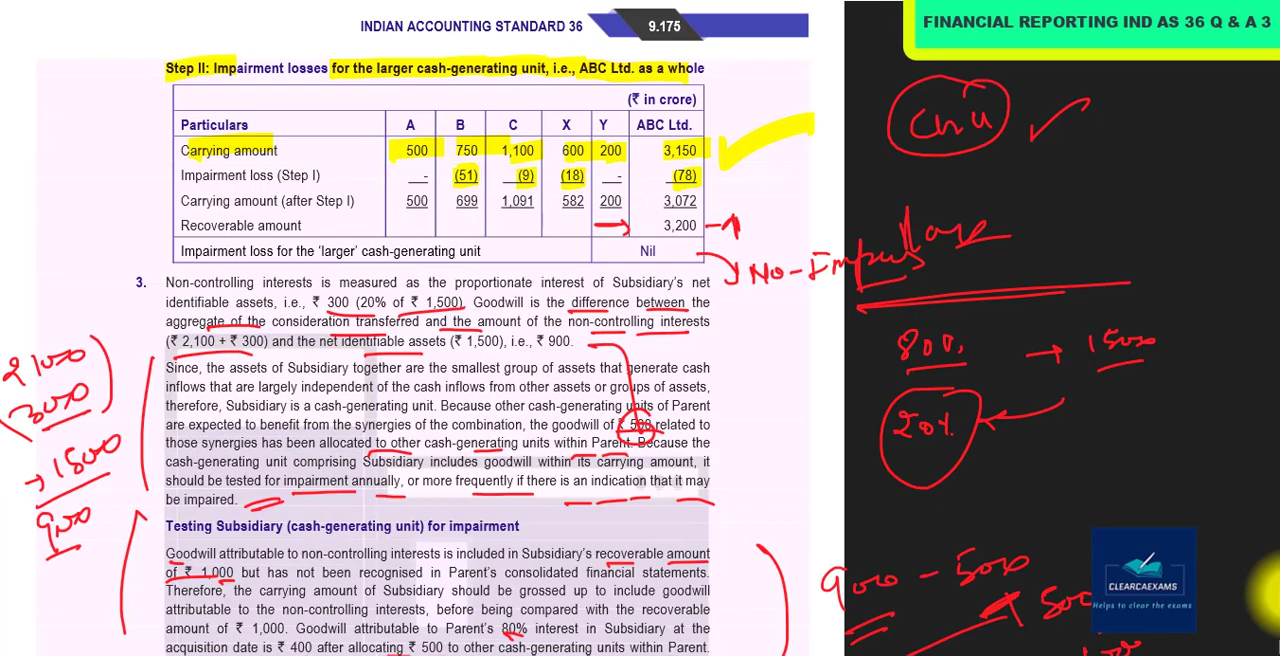 INDIAN ACCOUNTING STANDARD 36 9.175
FINANCIAL REPORTING IND AS 36 Q & A 3
Step II: Impairment losses for the larger cash-generating unit, i.e., ABC Ltd. as a whole
(₹ in crore)
Particulars A B C X Y ABC Ltd.
Carrying amount 500 750 1,100 600 200 3,150
Impairment loss (Step I) - (51) (9) (18) - (78)
Carrying amount (after Step I) 500 699 1,091 582 200 3,072
Recoverable amount 3,200
Impairment loss for the 'larger' cash-generating unit Nil
3. Non-controlling interests is measured as the proportionate interest of Subsidiary's net
identifiable assets, i.e., ₹ 300 (20% of ₹ 1,500). Goodwill is the difference between the
aggregate of the consideration transferred and the amount of the non-controlling interests
(₹ 2,100 + ₹ 300) and the net identifiable assets (₹ 1,500), i.e., ₹ 900.
Since, the assets of Subsidiary together are the smallest group of assets that generate cash
inflows that are largely independent of the cash inflows from other assets or groups of assets,
therefore, Subsidiary is a cash-generating unit. Because other cash-generating units of Parent
are expected to benefit from the synergies of the combination, the goodwill of ₹ 500 related to
those synergies has been allocated to other cash-generating units within Parent. Because the
cash-generating unit comprising Subsidiary includes goodwill within its carrying amount, it
should be tested for impairment annually, or more frequently if there is an indication that it may
be impaired.
Testing Subsidiary (cash-generating unit) for impairment
Goodwill attributable to non-controlling interests is included in Subsidiary's recoverable amount
of ₹ 1,000 but has not been recognised in Parent's consolidated financial statements.
Therefore, the carrying amount of Subsidiary should be grossed up to include goodwill
attributable to the non-controlling interests, before being compared with the recoverable
amount of ₹ 1,000. Goodwill attributable to Parent's 80% interest in Subsidiary at the
acquisition date is ₹ 400 after allocating ₹ 500 to other cash-generating units within Parent.
2100
300
1500
900
No-
1500
20%
900 - 500
500
CLEARCAEXAMS
Helps to clear the exams